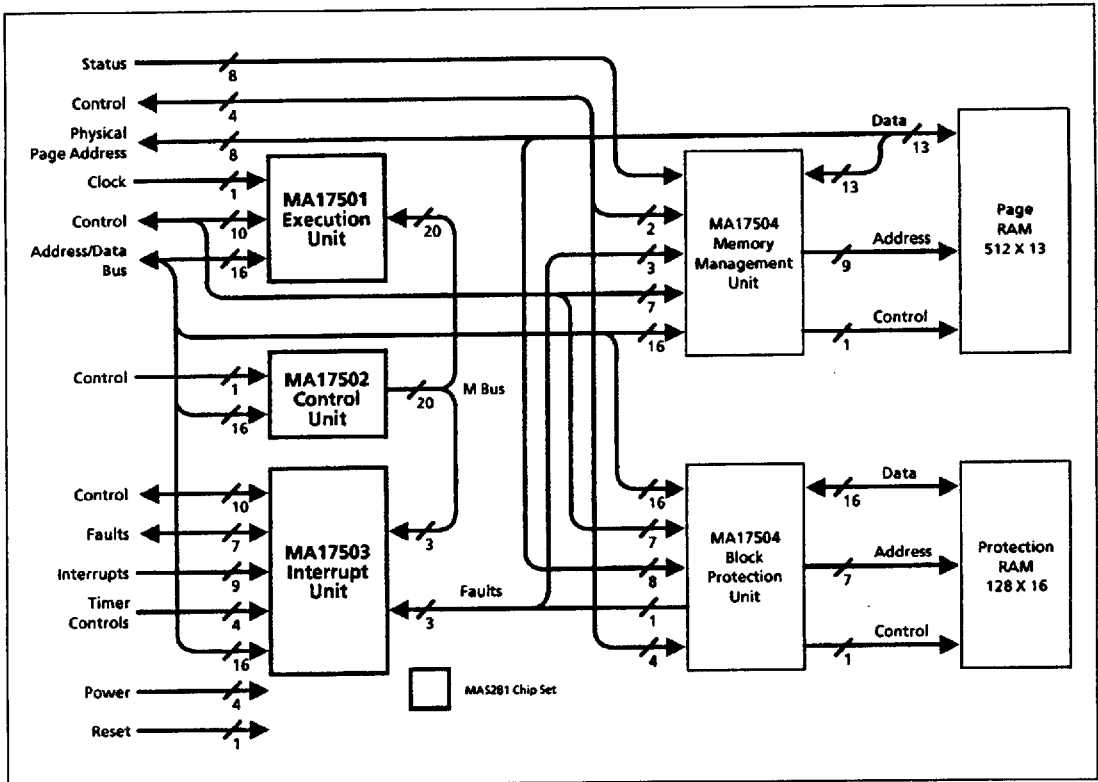 Status
8
Control
4
Physical
Page Address
8
Clock
1
Control
10
Address/Data
Bus
16
MA17501
Execution
Unit
20
Control
1
16
MA17502
Control
Unit
20
M Bus
Control
10
Faults
7
Interrupts
9
Timer
Controls
4
16
MA17503
Interrupt
Unit
3
Faults
3
Power
4
Reset
1
MAS281 Chip Set
2
3
7
16
MA17504
Memory
Management
Unit
Data
13
13
Address
9
Control
1
Page
RAM
512 X 13
16
7
8
1
4
MA17504
Block
Protection
Unit
Data
16
Address
7
Control
1
Protection
RAM
128 X 16